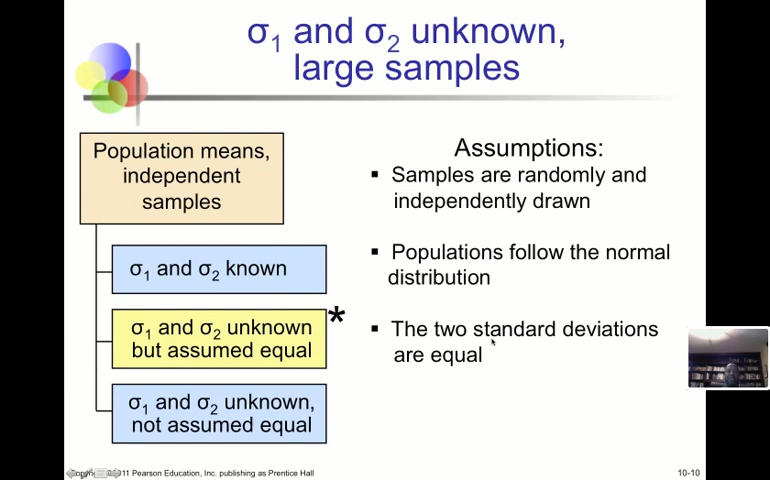 σ₁ and σ₂ unknown,
large samples
Population means,
independent
samples
σ₁ and σ₂ known
σ₁ and σ₂ unknown
but assumed equal
*
σ₁ and σ₂ unknown,
not assumed equal
Assumptions:
▪ Samples are randomly and
independently drawn
▪ Populations follow the normal
distribution
▪ The two standard deviations
are equal
11 Pearson Education, Inc. publishing as Prentice Hall
10-10